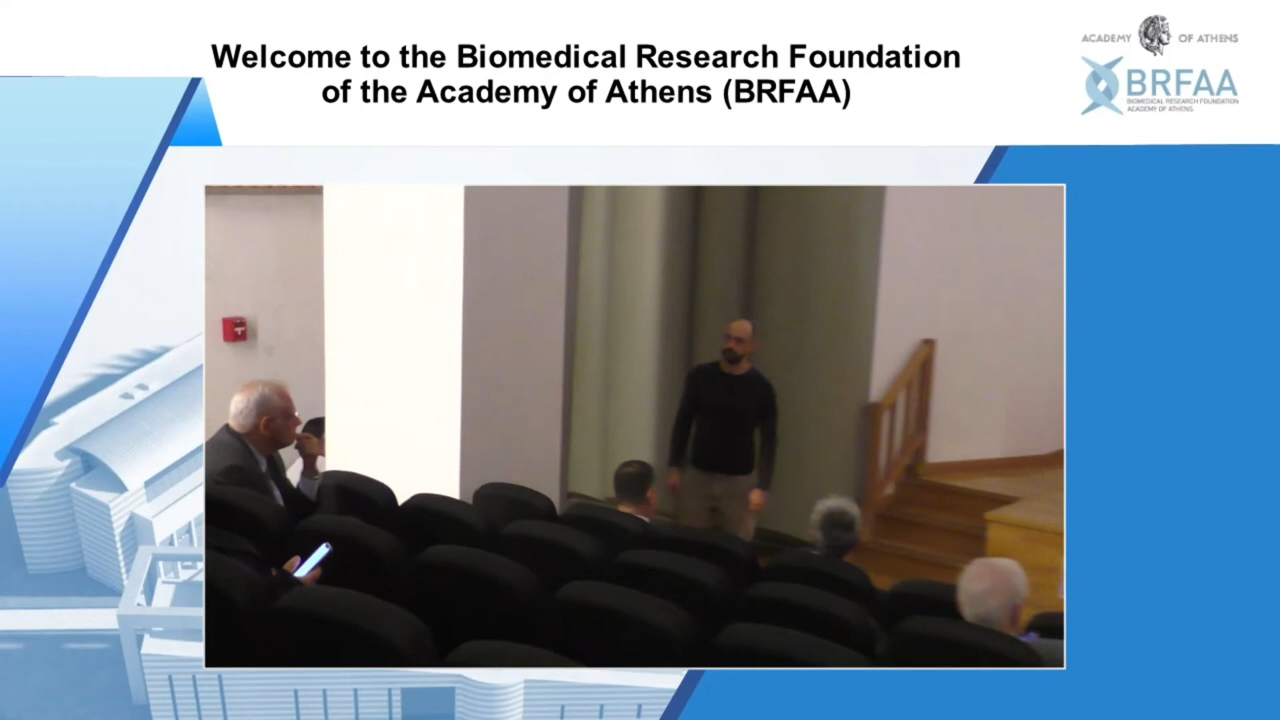 Welcome to the Biomedical Research Foundation
of the Academy of Athens (BRFAA)
ACADEMY OF ATHENS
BRFAA
BIOMEDICAL RESEARCH FOUNDATION
ACADEMY OF ATHENS